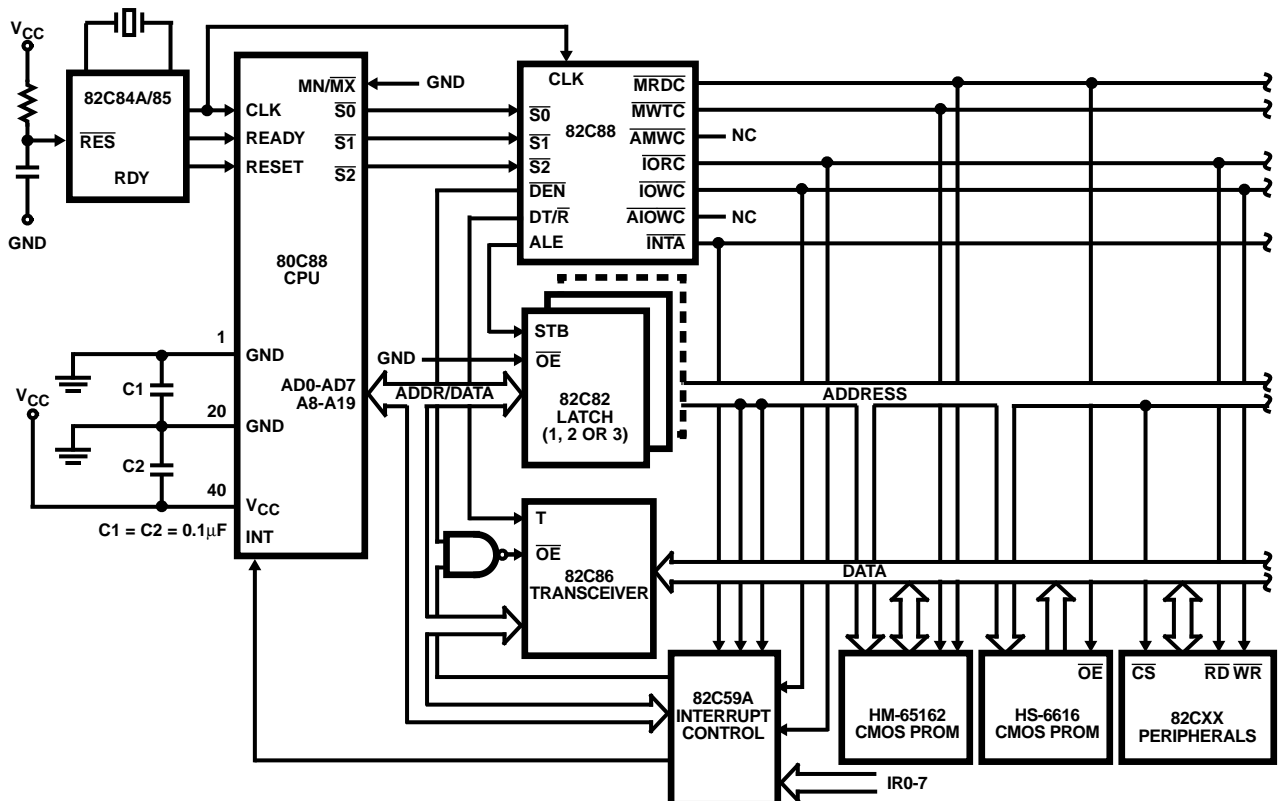 VCC
82C84A/85
RES
RDY
GND
MN/MX
GND
CLK
READY
RESET
S0
S1
S2
80C88
CPU
1
GND
C1
VCC
20
GND
C2
40
VCC
C1 = C2 = 0.1μF
INT
AD0-AD7
A8-A19
ADDR/DATA
CLK
82C88
S0
S1
S2
DEN
DT/R
ALE
MRDC
MWTC
AMWC
NC
IORC
IOWC
AIOWC
NC
INTA
STB
GND
OE
82C82
LATCH
(1, 2 OR 3)
ADDRESS
T
OE
82C86
TRANSCEIVER
DATA
82C59A
INTERRUPT
CONTROL
IR0-7
HM-65162
CMOS PROM
OE
HS-6616
CMOS PROM
CS
RD WR
82CXX
PERIPHERALS